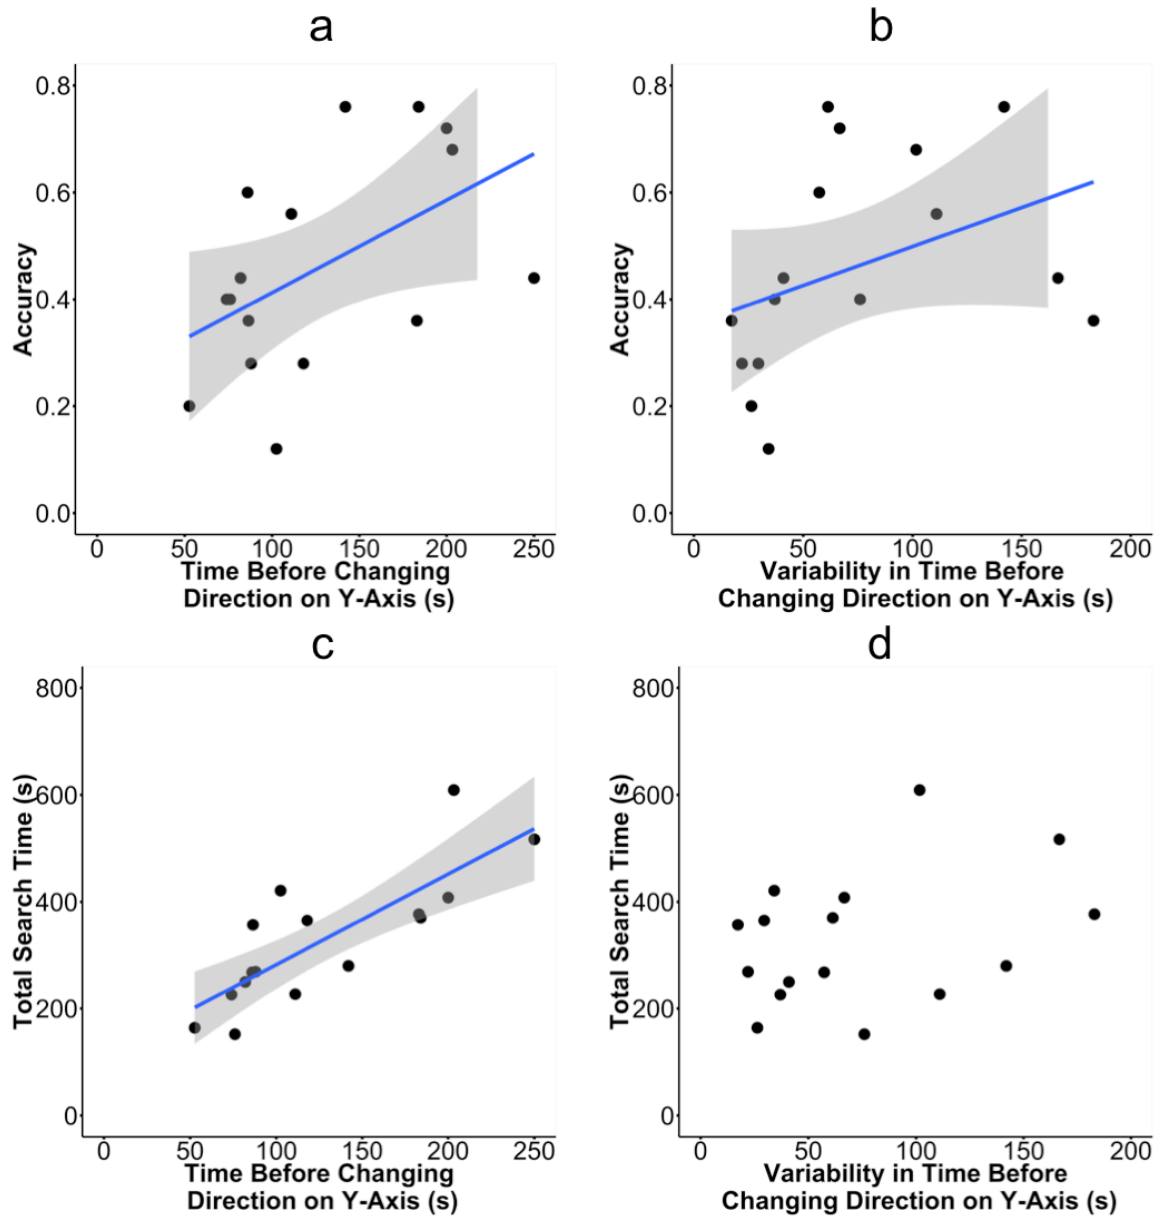 a
0.8
0.6
0.4
0.2
0.0
Accuracy
0 50 100 150 200 250
Time Before Changing
Direction on Y-Axis (s)
b
0.8
0.6
0.4
0.2
0.0
Accuracy
0 50 100 150 200
Variability in Time Before
Changing Direction on Y-Axis (s)
c
800
600
400
200
0
Total Search Time (s)
0 50 100 150 200 250
Time Before Changing
Direction on Y-Axis (s)
d
800
600
400
200
0
Total Search Time (s)
0 50 100 150 200
Variability in Time Before
Changing Direction on Y-Axis (s)